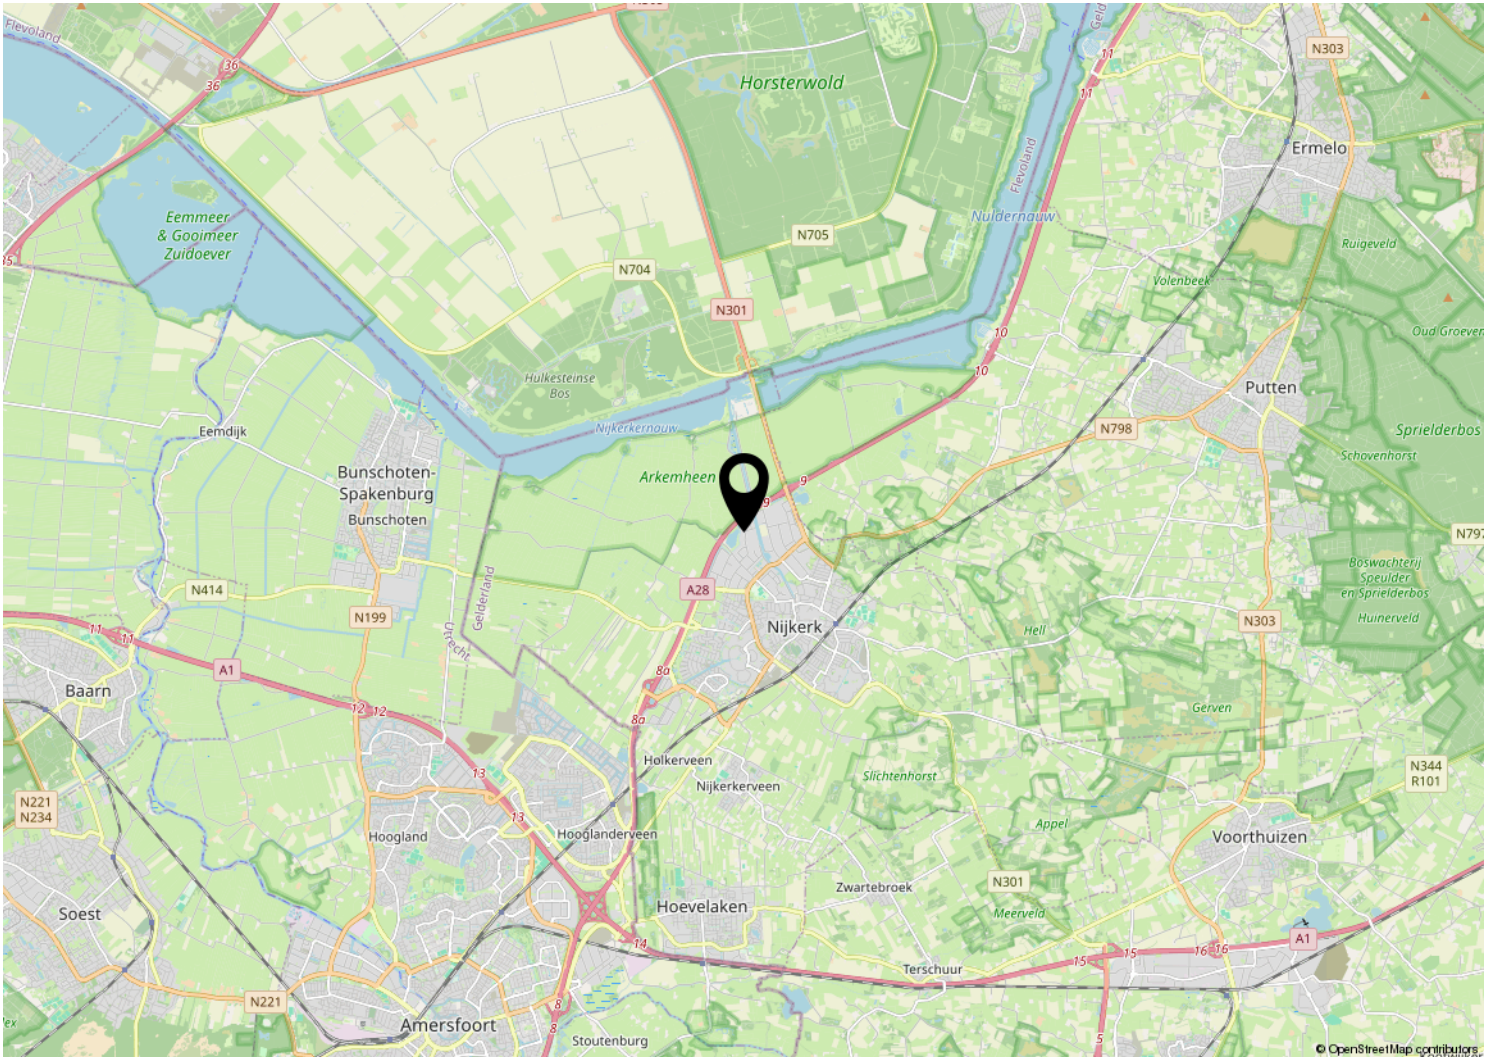 Flevoland
36
36
Horsterwold
11
11
Geld
N303
Ermelo
Flevoland
Nuldernauw
Eemmeer
& Gooimeer
Zuidoever
N705
N704
N301
Ruigeveld
Volenbeek
Oud Groeven
10
10
Hulkesteinse
Bos
Putten
Nijkerkernauw
N798
Eemdijk
Sprielderbos
Schovenhorst
Bunschoten-
Spakenburg
Bunschoten
Arkemheen
9
9
N797
N414
N199
Gelderland
Utrecht
A28
Nijkerk
Boswachterij
Speulder
en Sprielderbos
Huinerveld
Hell
N303
11
11
A1
Baarn
12
12
8a
8a
Gerven
13
13
Holkerveen
Nijkerkerveen
Slichtenhorst
N344
R101
N221
N234
Hoogland
Hooglanderveen
Appel
Voorthuizen
Soest
Hoevelaken
Zwartebroek
N301
Meerveld
14
Terschuur
15
15
16
16
A1
N221
8
8
Amersfoort
Stoutenburg
5
© OpenStreetMap contributors